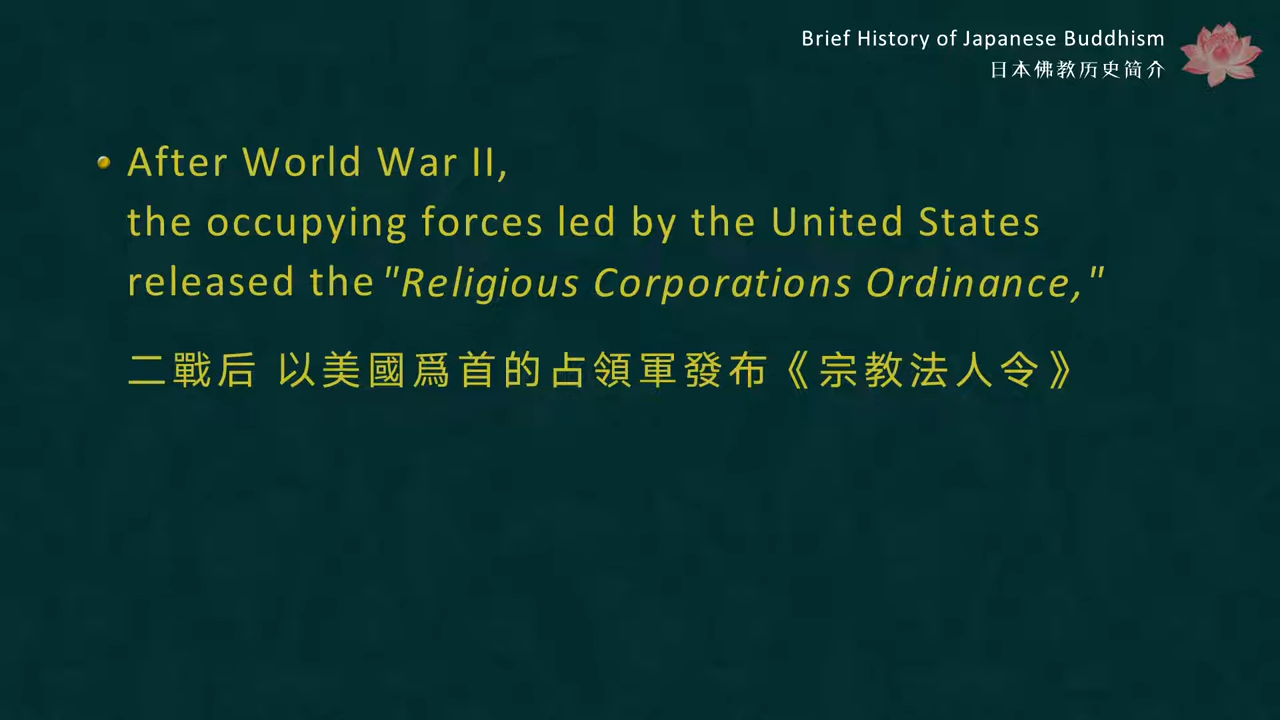 Brief History of Japanese Buddhism
日本佛教历史简介
After World War II,
the occupying forces led by the United States
released the "Religious Corporations Ordinance,"
二戰后 以美國爲首的占領軍發布《宗教法人令》